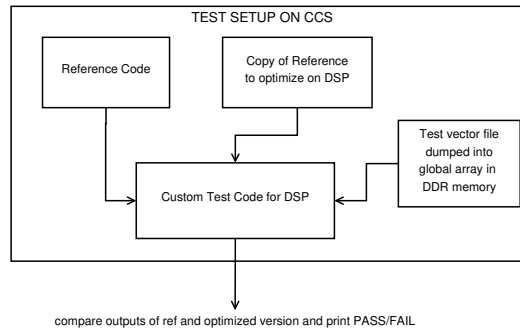 TEST SETUP ON CCS
Reference Code
Copy of Reference
to optimize on DSP
Test vector file
dumped into
global array in
DDR memory
Custom Test Code for DSP
compare outputs of ref and optimized version and print PASS/FAIL